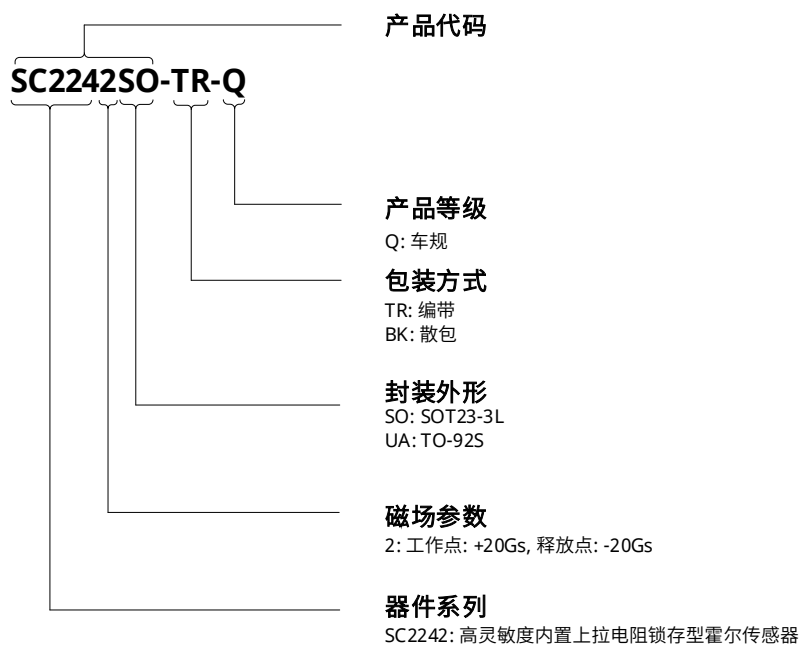 产品代码
SC22422SO-TR-Q
产品等级
Q: 车规
包装方式
TR: 编带
BK: 散包
封装外形
SO: SOT23-3L
UA: TO-92S
磁场参数
2: 工作点: +20Gs, 释放点: -20Gs
器件系列
SC2242: 高灵敏度内置上拉电阻锁存型霍尔传感器